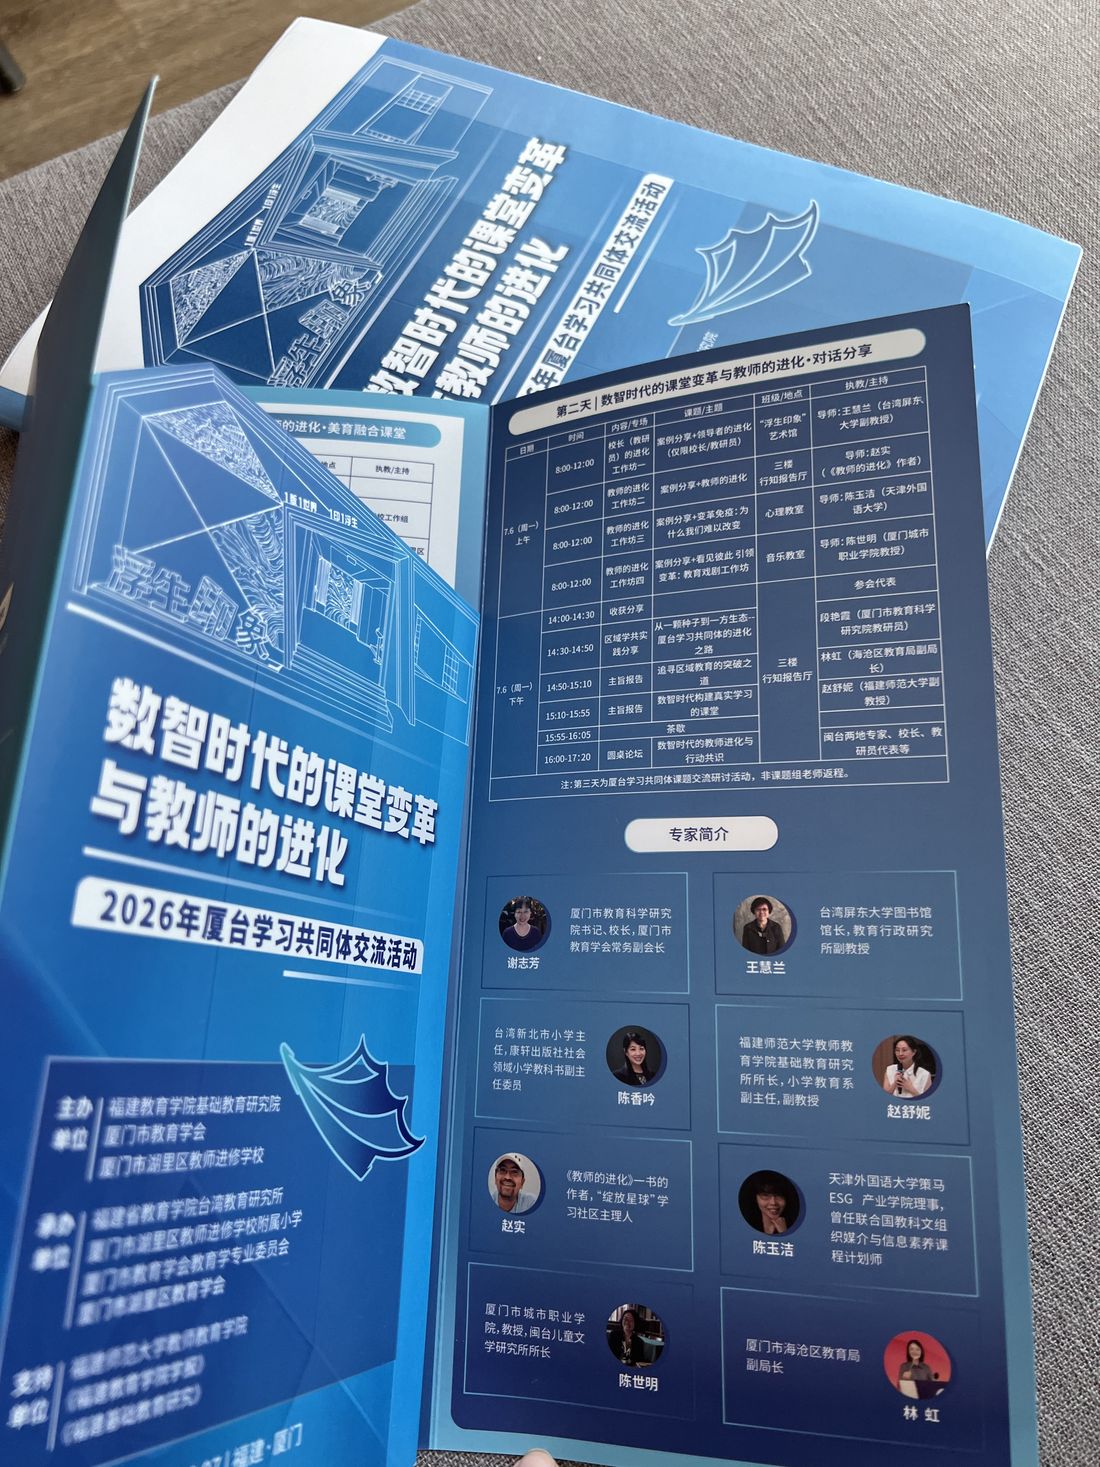 数智时代的课堂变革
教师的进化
年厦台学习共同体交流活动
浮生印象
1板1世界 1印1浮生
浮生印象
数智时代的课堂变革
与教师的进化
2026年厦台学习共同体交流活动
主办单位
福建教育学院基础教育研究院
厦门市教育学会
厦门市湖里区教师进修学校
承办单位
福建省教育学院台湾教育研究所
厦门市湖里区教师进修学校附属小学
厦门市教育学会教育学专业委员会
厦门市湖里区教育学会
支持单位
福建师范大学教师教育学院
《福建教育学院学报》
《福建基础教育研究》
福建·厦门
的进化·美育融合课堂
地点 执教/主持
工作组
第二天 | 数智时代的课堂变革与教师的进化·对话分享
日期 时间 内容/专场 课题/主题 班级/地点 执教/主持
7.6（周一）上午
8:00-12:00 校长（教研员）的进化工作坊一 案例分享+领导者的进化（仅限校长/教研员） “浮生印象”艺术馆 导师：王慧兰（台湾屏东大学副教授）
8:00-12:00 教师的进化工作坊二 案例分享+教师的进化 三楼行知报告厅 导师：赵实（《教师的进化》作者）
8:00-12:00 教师的进化工作坊三 案例分享+变革免疫：为什么我们难以改变 心理教室 导师：陈玉洁（天津外国语大学）
8:00-12:00 教师的进化工作坊四 案例分享+看见彼此 引领变革：教育戏剧工作坊 音乐教室 导师：陈世明（厦门城市职业学院教授）
7.6（周一）下午
14:00-14:30 收获分享 三楼行知报告厅 参会代表
14:30-14:50 区域学共实践分享 从一颗种子到一方生态--厦台学习共同体的进化之路 段艳霞（厦门市教育科学研究院教研员）
14:50-15:10 主旨报告 追寻区域教育的突破之道 林虹（海沧区教育局副局长）
15:10-15:55 主旨报告 数智时代构建真实学习的课堂 赵舒妮（福建师范大学副教授）
15:55-16:05 茶歇
16:00-17:20 圆桌论坛 数智时代的教师进化与行动共识 闽台两地专家、校长、教研员代表等
注：第三天为厦台学习共同体课题交流研讨活动，非课题组老师返程。
专家简介
谢志芳
厦门市教育科学研究
院书记、校长，厦门市
教育学会常务副会长
王慧兰
台湾屏东大学图书馆
馆长，教育行政研究
所副教授
台湾新北市小学主
任，康轩出版社社会
领域小学教科书副主
任委员
陈香吟
福建师范大学教师教
育学院基础教育研究
所所长，小学教育系
副主任，副教授
赵舒妮
赵实
《教师的进化》一书的
作者，“绽放星球”学
习社区主理人
陈玉洁
天津外国语大学策马
ESG 产业学院理事，
曾任联合国教科文组
织媒介与信息素养课
程计划师
厦门市城市职业学
院，教授，闽台儿童文
学研究所所长
陈世明
厦门市海沧区教育局
副局长
林 虹